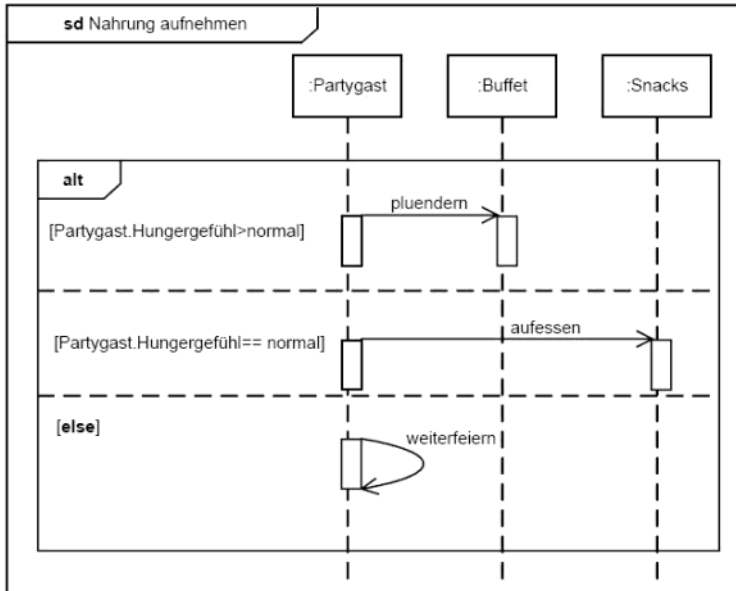 sd Nahrung aufnehmen
:Partygast
:Buffet
:Snacks
alt
pluendern
[Partygast.Hungergefühl>normal]
aufessen
[Partygast.Hungergefühl== normal]
[else]
weiterfeiern